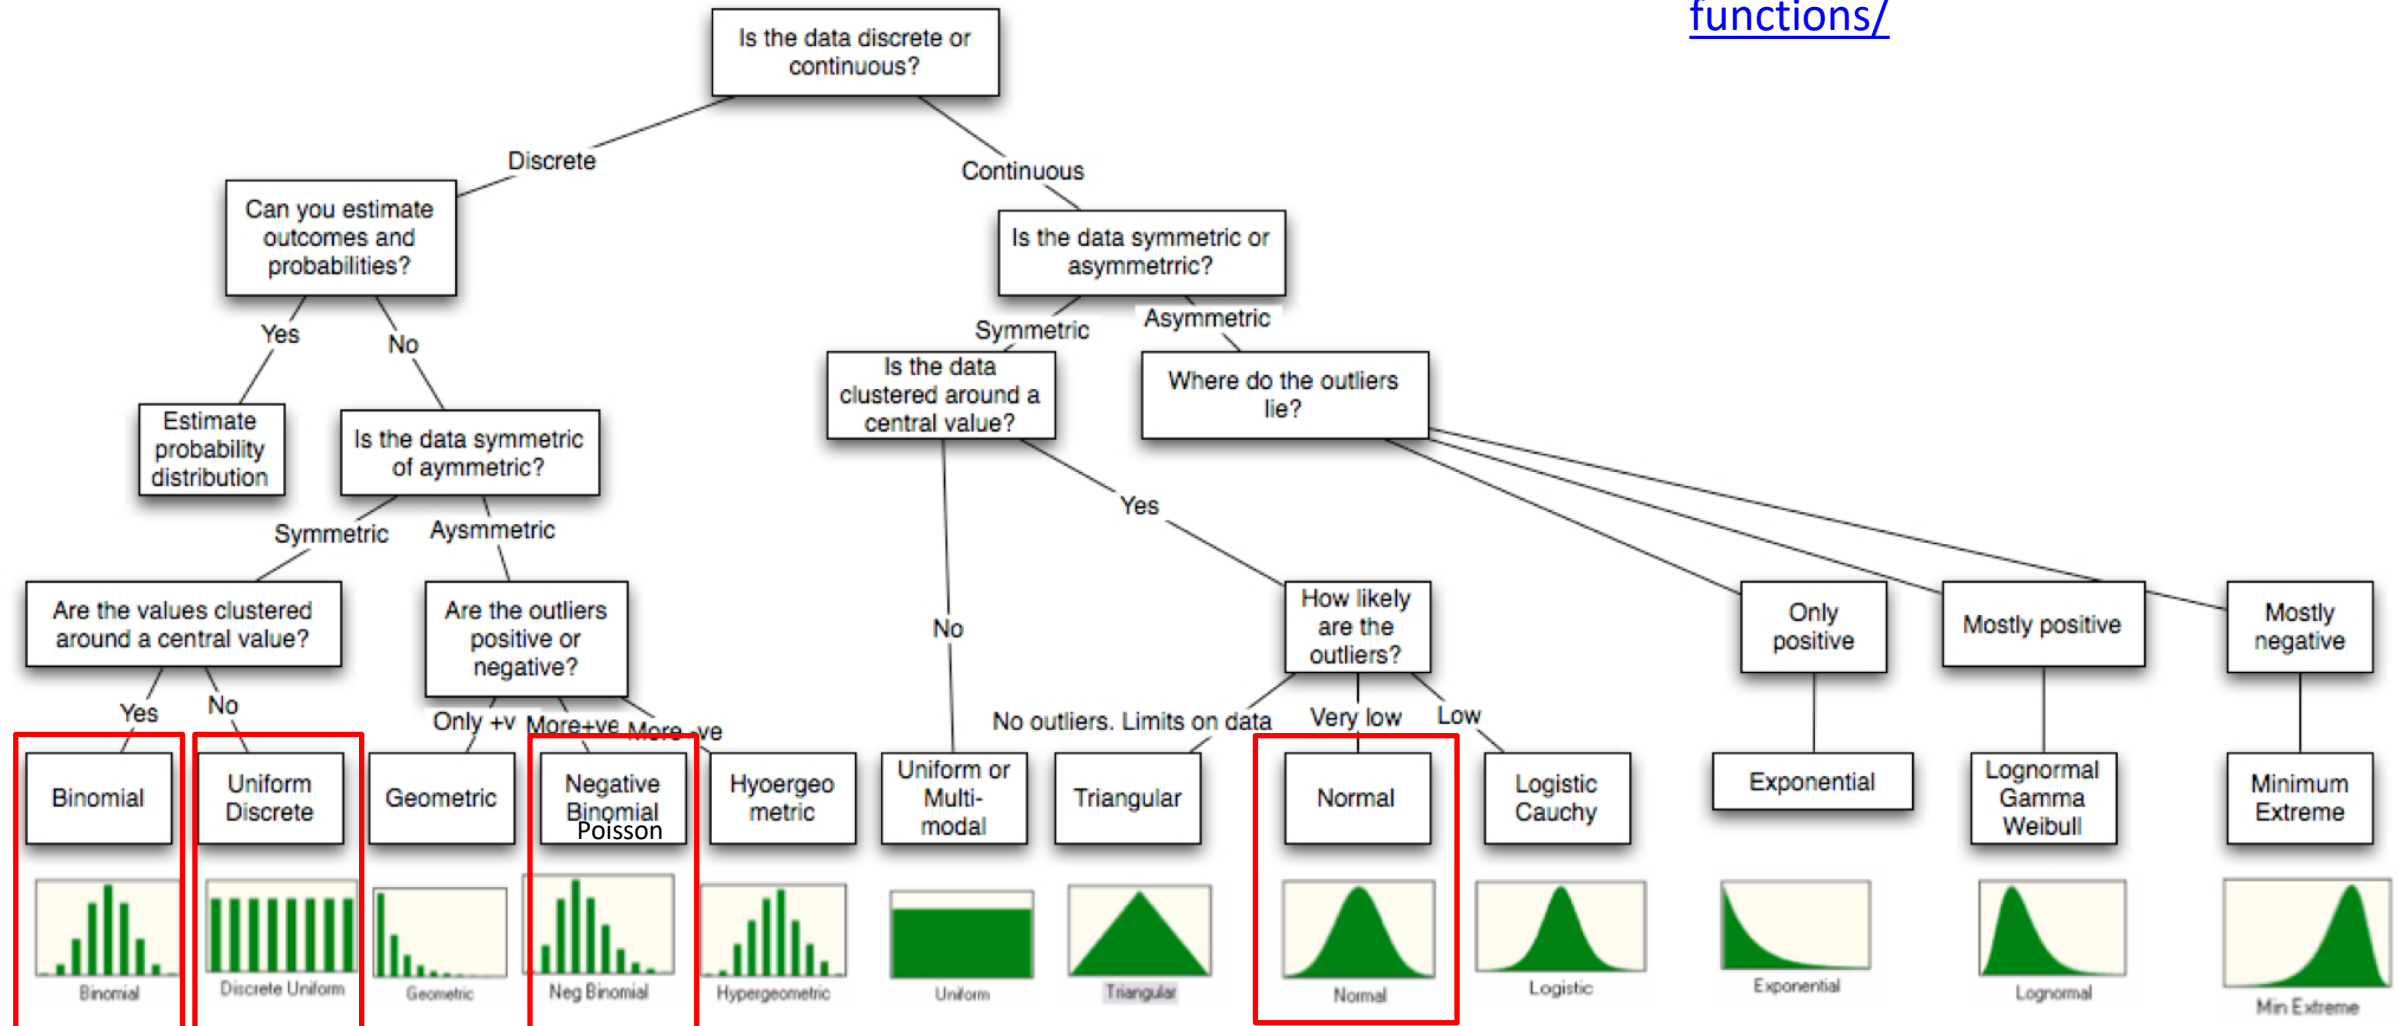 functions/
Is the data discrete or
continuous?
Discrete
Continuous
Can you estimate
outcomes and
probabilities?
Is the data symmetric or
asymmetrric?
Yes
No
Symmetric
Asymmetric
Estimate
probability
distribution
Is the data symmetric
of aymmetric?
Is the data
clustered around a
central value?
Where do the outliers
lie?
Symmetric
Aysmmetric
Yes
No
Are the values clustered
around a central value?
Are the outliers
positive or
negative?
How likely
are the
outliers?
Only
positive
Mostly positive
Mostly
negative
Yes
No
Only +v
More+ve
More -ve
No outliers. Limits on data
Very low
Low
Binomial
Uniform
Discrete
Geometric
Negative
Binomial
Poisson
Hyoergeo
metric
Uniform or
Multi-
modal
Triangular
Normal
Logistic
Cauchy
Exponential
Lognormal
Gamma
Weibull
Minimum
Extreme
Binomial
Discrete Uniform
Geometric
Neg Binomial
Hypergeometric
Uniform
Triangular
Normal
Logistic
Exponential
Lognormal
Min Extreme